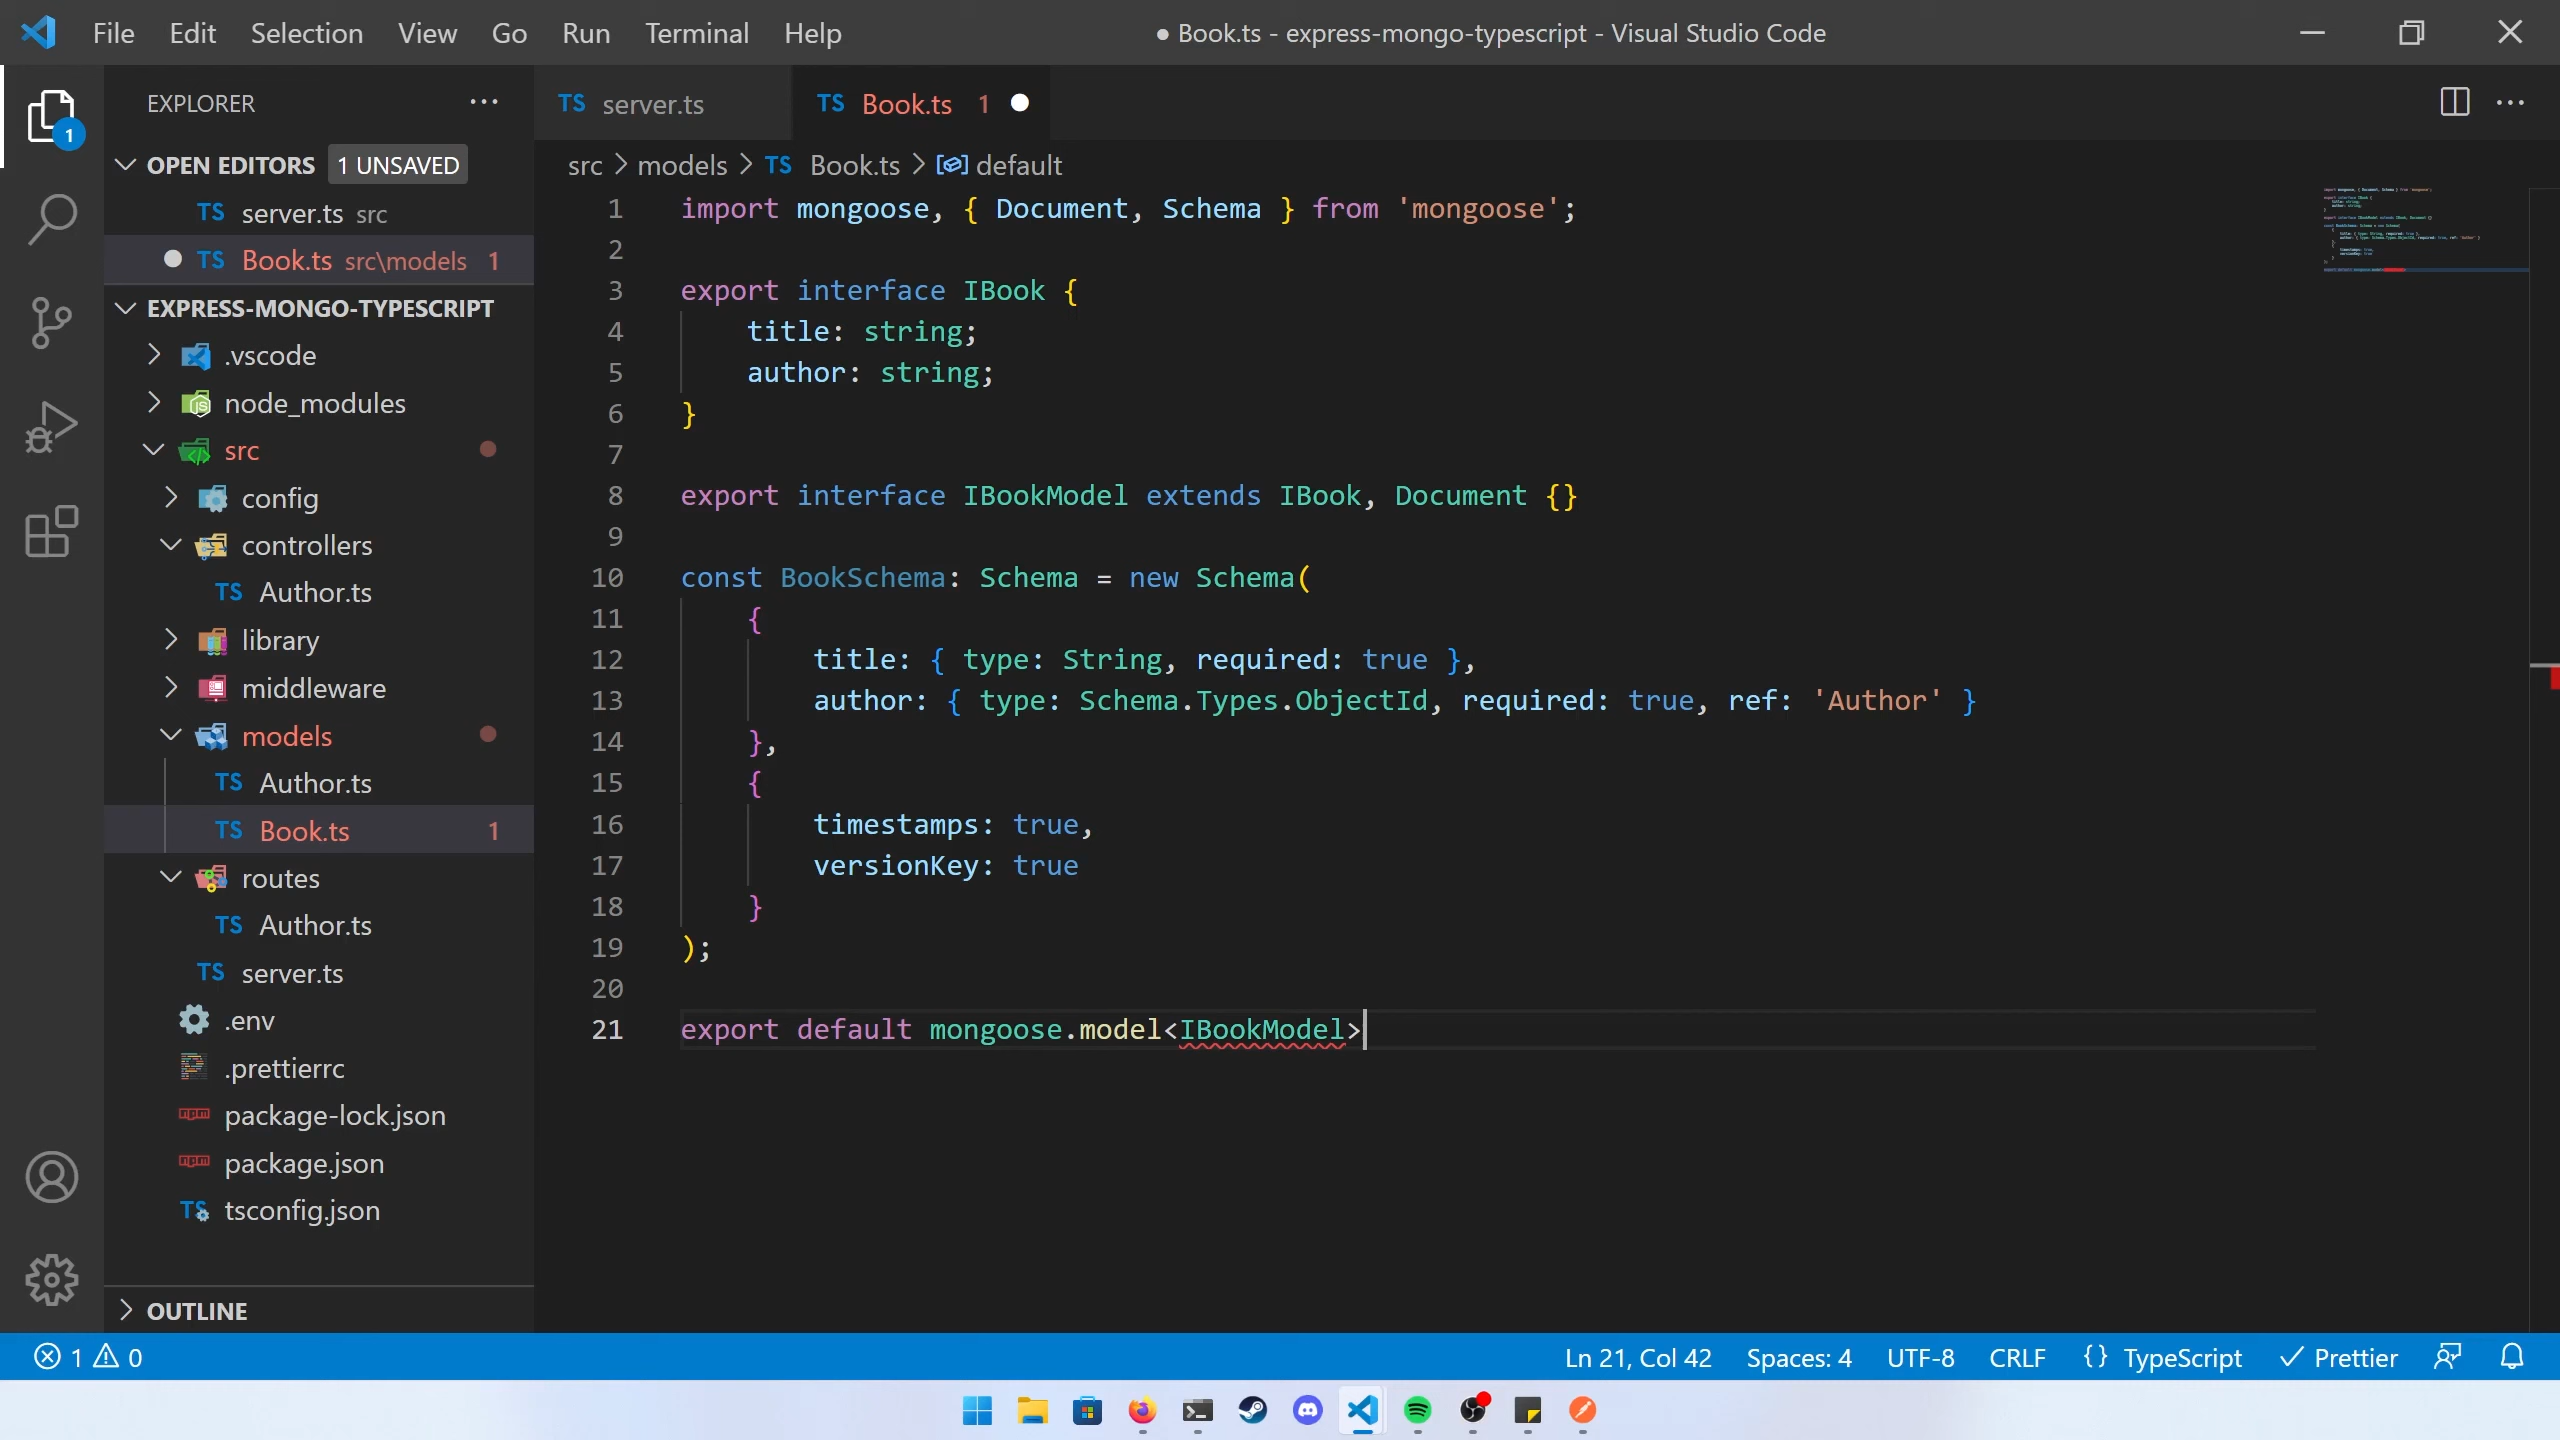 File Edit Selection View Go Run Terminal Help
● Book.ts - express-mongo-typescript - Visual Studio Code
EXPLORER
1
OPEN EDITORS 1 UNSAVED
TS server.ts src
TS Book.ts src\models 1
EXPRESS-MONGO-TYPESCRIPT
.vscode
node_modules
src
config
controllers
TS Author.ts
library
middleware
models
TS Author.ts
TS Book.ts 1
routes
TS Author.ts
TS server.ts
.env
.prettierrc
package-lock.json
package.json
tsconfig.json
OUTLINE
TS server.ts
TS Book.ts 1
src > models > TS Book.ts > default
1 import mongoose, { Document, Schema } from 'mongoose';
2
3 export interface IBook {
4 title: string;
5 author: string;
6 }
7
8 export interface IBookModel extends IBook, Document {}
9
10 const BookSchema: Schema = new Schema(
11 {
12 title: { type: String, required: true },
13 author: { type: Schema.Types.ObjectId, required: true, ref: 'Author' }
14 },
15 {
16 timestamps: true,
17 versionKey: true
18 }
19 );
20
21 export default mongoose.model<IBookModel>
1 0
Ln 21, Col 42 Spaces: 4 UTF-8 CRLF {} TypeScript Prettier